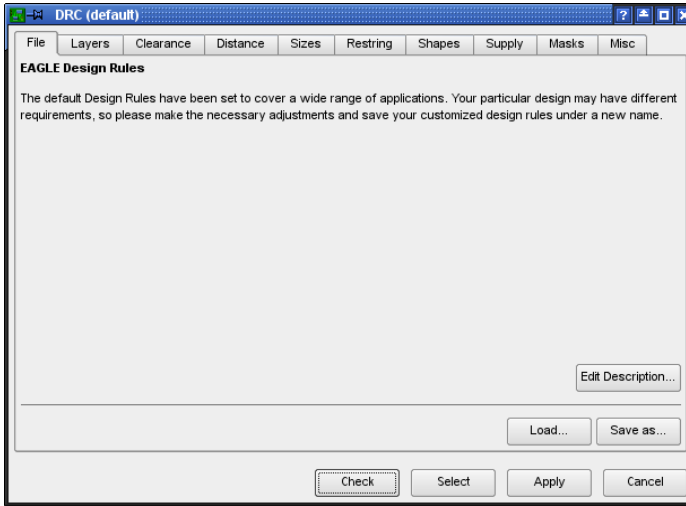 DRC (default)
File Layers Clearance Distance Sizes Restring Shapes Supply Masks Misc
EAGLE Design Rules
The default Design Rules have been set to cover a wide range of applications. Your particular design may have different
requirements, so please make the necessary adjustments and save your customized design rules under a new name.
Edit Description...
Load... Save as...
Check Select Apply Cancel